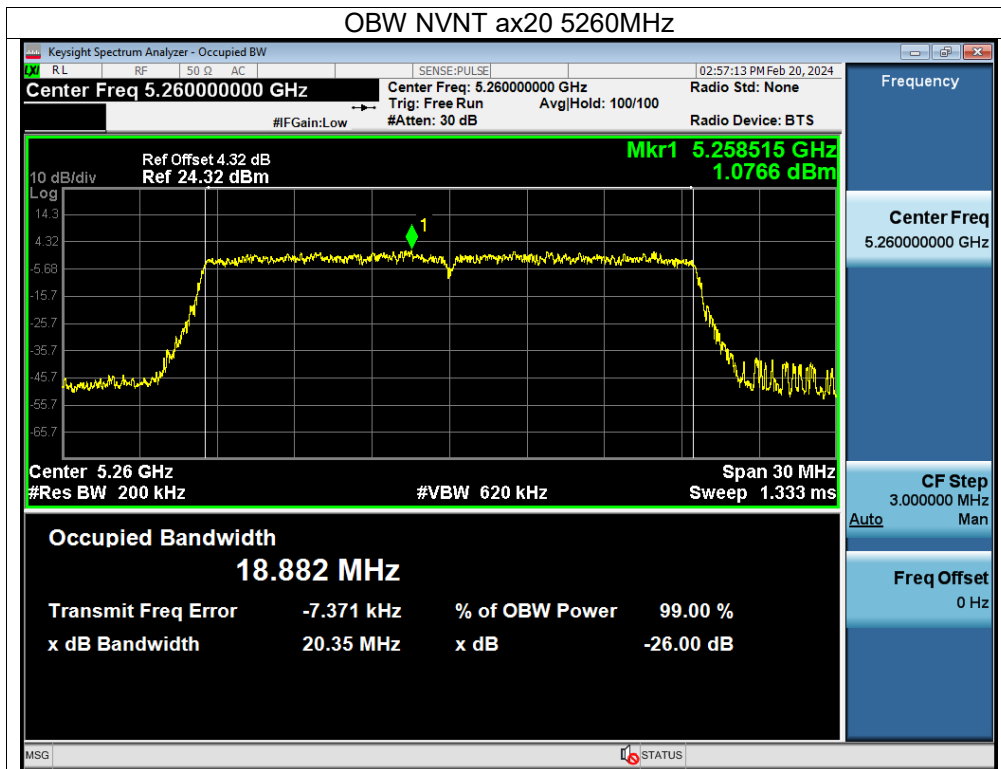 OBW NVNT ax20 5260MHz
Keysight Spectrum Analyzer - Occupied BW
LXI RL RF 50 Ω AC SENSE:PULSE 02:57:13 PM Feb 20, 2024
Center Freq 5.260000000 GHz
#IFGain:Low
Center Freq: 5.260000000 GHz
Trig: Free Run Avg|Hold: 100/100
#Atten: 30 dB
Radio Std: None
Radio Device: BTS
Mkr1 5.258515 GHz
1.0766 dBm
Ref Offset 4.32 dB
10 dB/div Ref 24.32 dBm
Log
14.3
4.32
-5.68
-15.7
-25.7
-35.7
-45.7
-55.7
-65.7
1
Center 5.26 GHz Span 30 MHz
#Res BW 200 kHz #VBW 620 kHz Sweep 1.333 ms
Occupied Bandwidth
18.882 MHz
Transmit Freq Error -7.371 kHz % of OBW Power 99.00 %
x dB Bandwidth 20.35 MHz x dB -26.00 dB
Frequency
Center Freq
5.260000000 GHz
CF Step
3.000000 MHz
Auto Man
Freq Offset
0 Hz
MSG STATUS